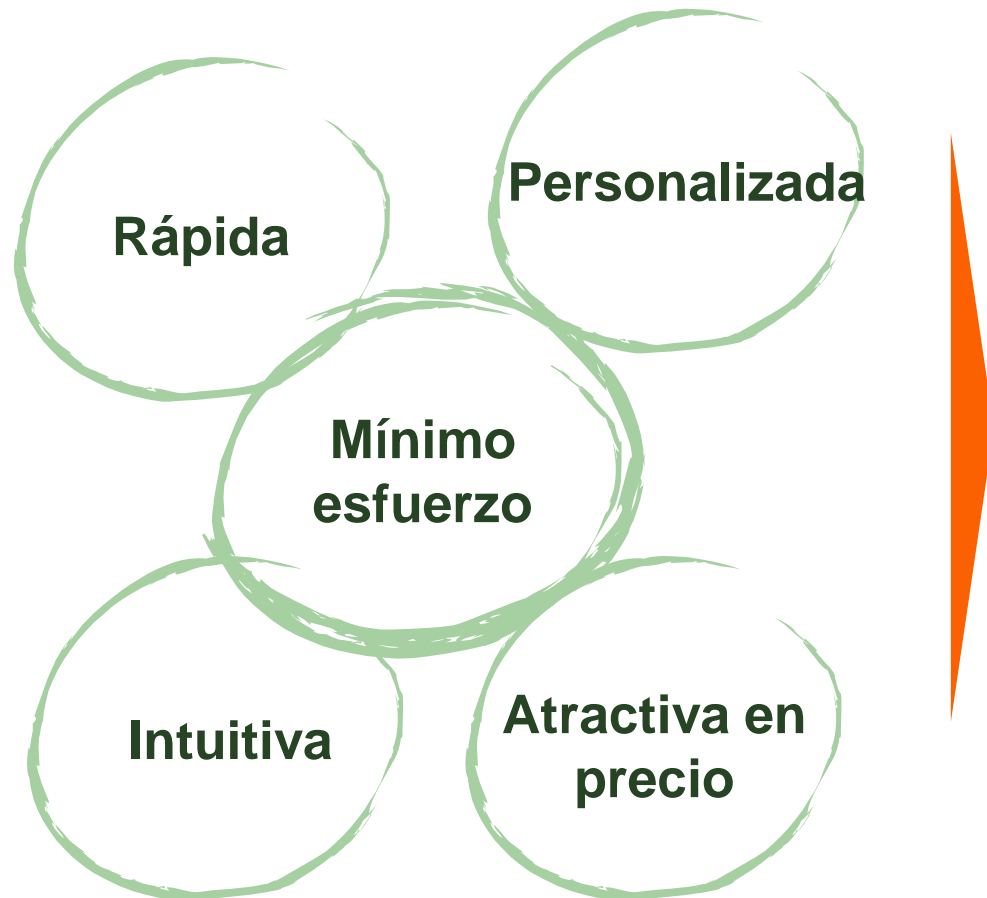 Rápida
Personalizada
Mínimo
esfuerzo
Intuitiva
Atractiva en
precio